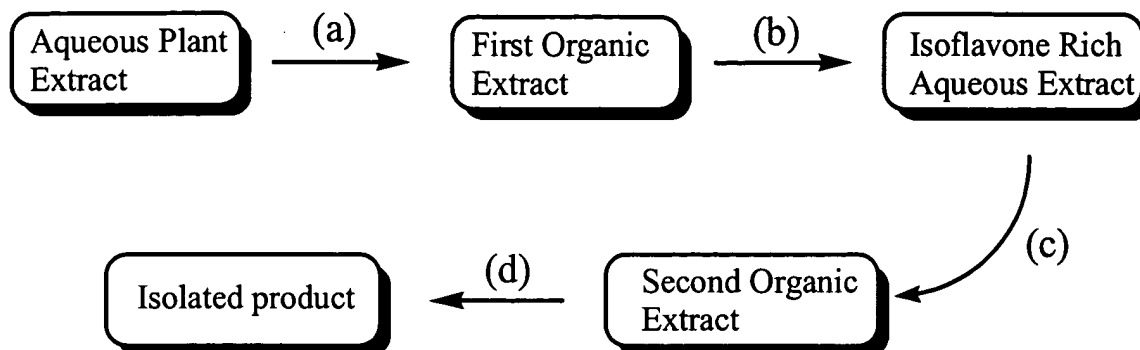 Aqueous Plant
Extract
(a)
First Organic
Extract
(b)
Isoflavone Rich
Aqueous Extract
(c)
Second Organic
Extract
(d)
Isolated product